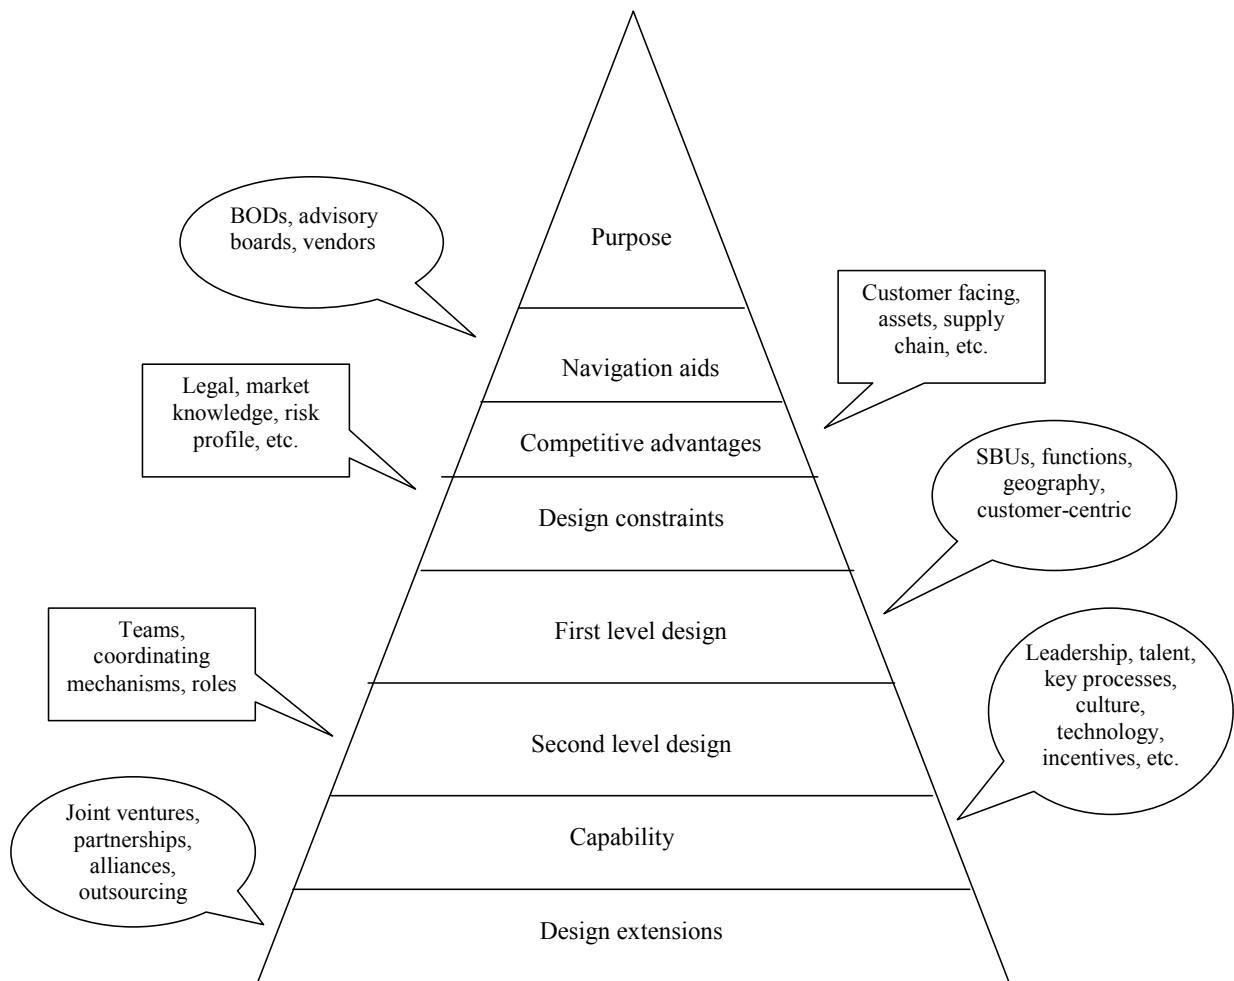 BODs, advisory
boards, vendors
Purpose
Customer facing,
assets, supply
chain, etc.
Navigation aids
Legal, market
knowledge, risk
profile, etc.
Competitive advantages
SBUs, functions,
geography,
customer-centric
Design constraints
First level design
Teams,
coordinating
mechanisms, roles
Leadership, talent,
key processes,
culture,
technology,
incentives, etc.
Second level design
Joint ventures,
partnerships,
alliances,
outsourcing
Capability
Design extensions